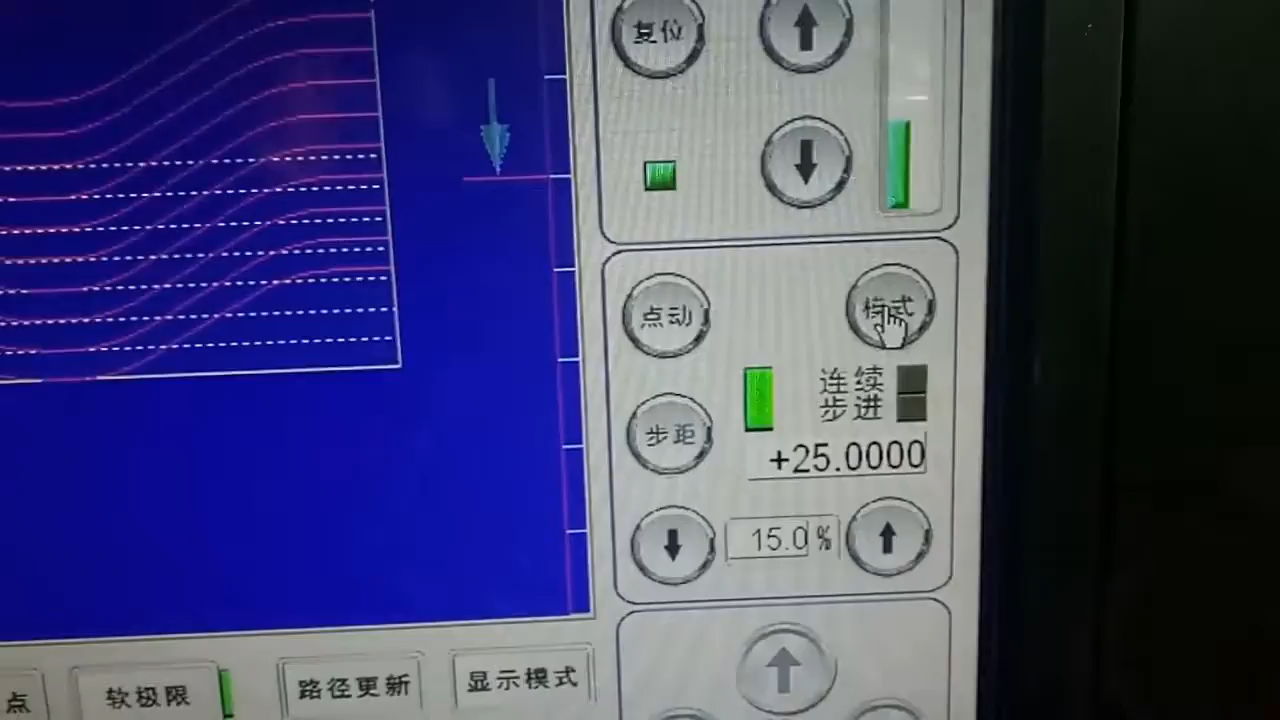 复位
点动
模式
连续
步进
步距
+25.0000
15.0 %
点
软极限
路径更新
显示模式